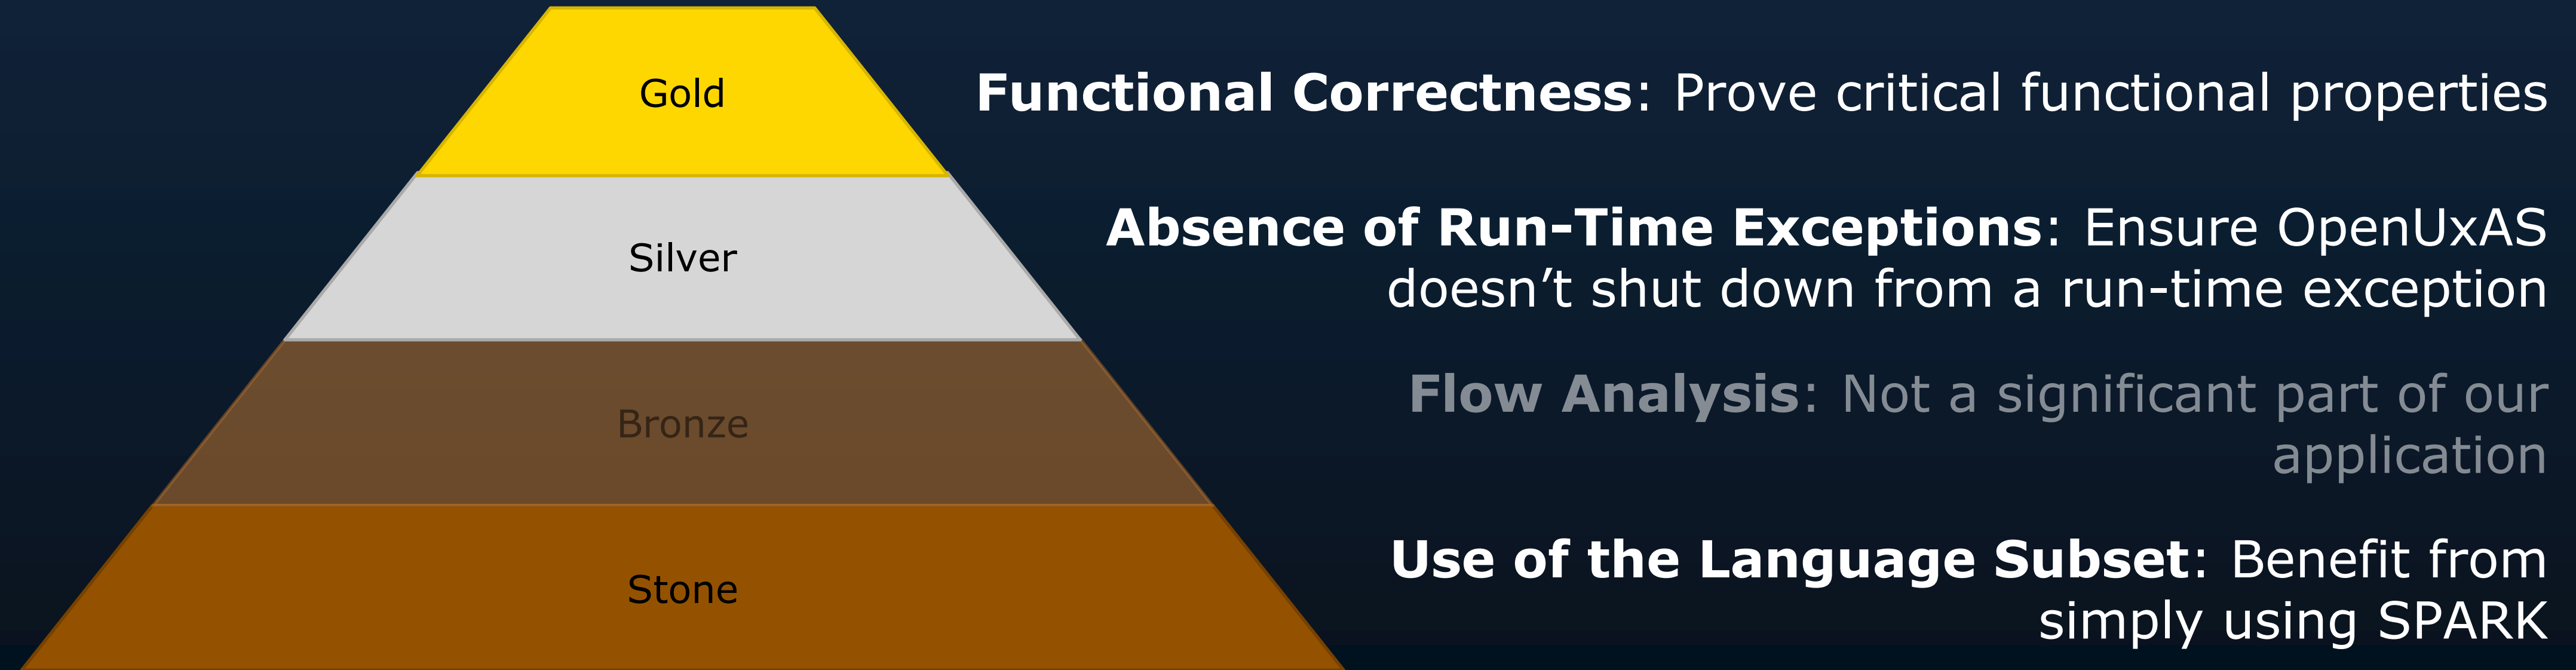 Gold
Functional Correctness: Prove critical functional properties
Silver
Absence of Run-Time Exceptions: Ensure OpenUxAS
doesn’t shut down from a run-time exception
Bronze
Flow Analysis: Not a significant part of our
application
Stone
Use of the Language Subset: Benefit from
simply using SPARK